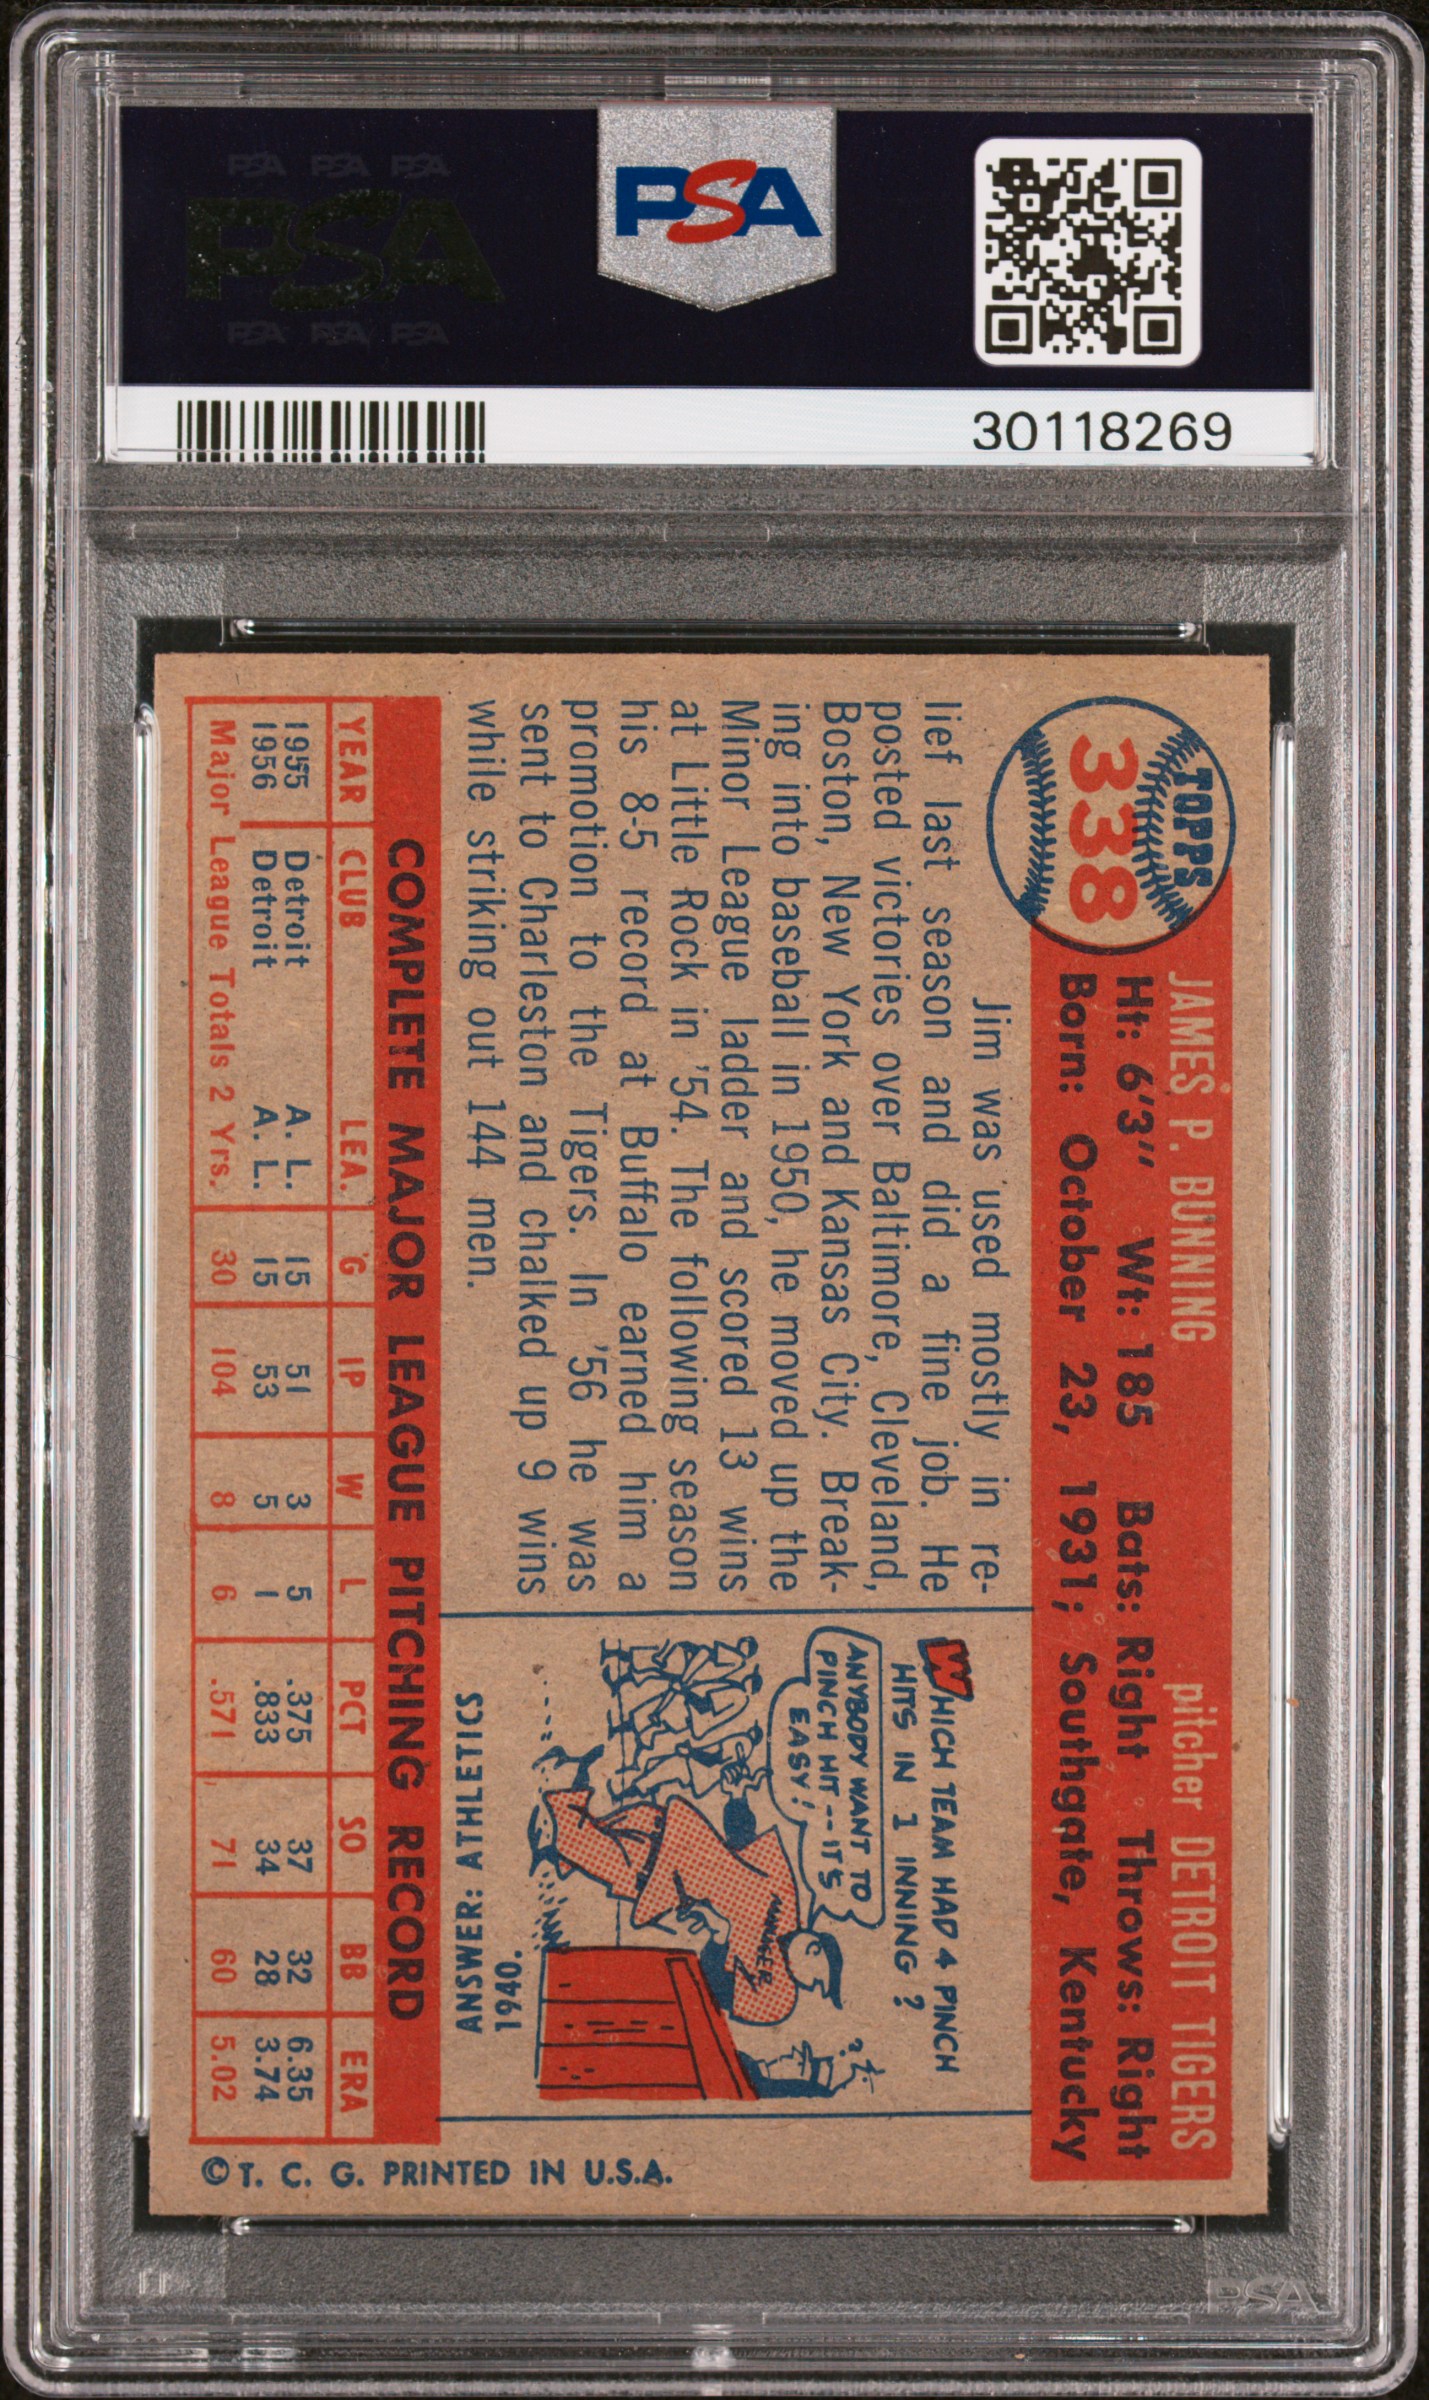 PSA PSA PSA
PSA
PSA PSA PSA
PSA
30118269
TOPPS
338
JAMES P. BUNNING pitcher DETROIT TIGERS
Ht: 6'3" Wt: 185 Bats: Right Throws: Right
Born: October 23, 1931; Southgate, Kentucky
Jim was used mostly in re-
lief last season and did a fine job. He
posted victories over Baltimore, Cleveland,
Boston, New York and Kansas City. Break-
ing into baseball in 1950, he moved up the
Minor League ladder and scored 13 wins
at Little Rock in '54. The following season
his 8-5 record at Buffalo earned him a
promotion to the Tigers. In '56 he was
sent to Charleston and chalked up 9 wins
while striking out 144 men.
WHICH TEAM HAD 4 PINCH
HITS IN 1 INNING?
ANYBODY WANT TO
PINCH HIT--IT'S
EASY!
MANAGER
?
1940.
ANSWER: ATHLETICS
COMPLETE MAJOR LEAGUE PITCHING RECORD
YEAR CLUB LEA. G IP W L PCT SO BB ERA
1955 Detroit A. L. 15 51 3 5 .375 37 32 6.35
1956 Detroit A. L. 15 53 5 1 .833 34 28 3.74
Major League Totals 2 Yrs. 30 104 8 6 .571 71 60 5.02
©T. C. G. PRINTED IN U.S.A.
PSA